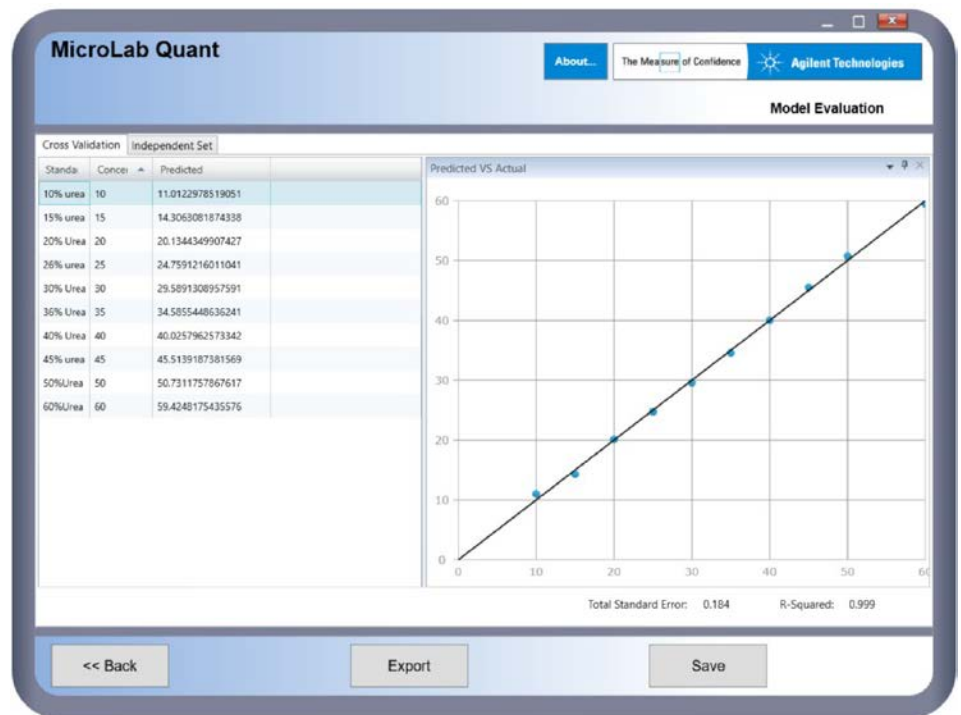 MicroLab Quant
About...
The Measure of Confidence
Agilent Technologies
Model Evaluation
Cross Validation Independent Set
Standa Concei Predicted
10% urea 10 11.0122978519051
15% urea 15 14.3063081874338
20% Urea 20 20.1344349907427
26% urea 25 24.7591216011041
30% Urea 30 29.5891308957591
36% Urea 35 34.5855448636241
40% Urea 40 40.0257962573342
45% urea 45 45.5139187381569
50%Urea 50 50.7311757867617
60%Urea 60 59.4248175435576
Predicted VS Actual
60
50
40
30
20
10
0
0 10 20 30 40 50 60
Total Standard Error: 0.184 R-Squared: 0.999
<< Back Export Save